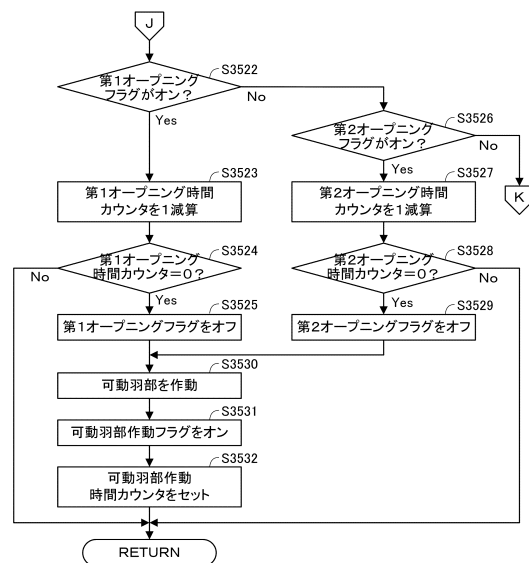 J
S3522
第1オープニング
フラグがオン？
No
Yes
S3526
第2オープニング
フラグがオン？
No
Yes
K
S3523
第1オープニング時間
カウンタを1減算
S3527
第2オープニング時間
カウンタを1減算
S3524
第1オープニング
時間カウンタ=0？
No
Yes
S3528
第2オープニング
時間カウンタ=0？
No
Yes
S3525
第1オープニングフラグをオフ
S3529
第2オープニングフラグをオフ
S3530
可動羽部を作動
S3531
可動羽部作動フラグをオン
S3532
可動羽部作動
時間カウンタをセット
RETURN